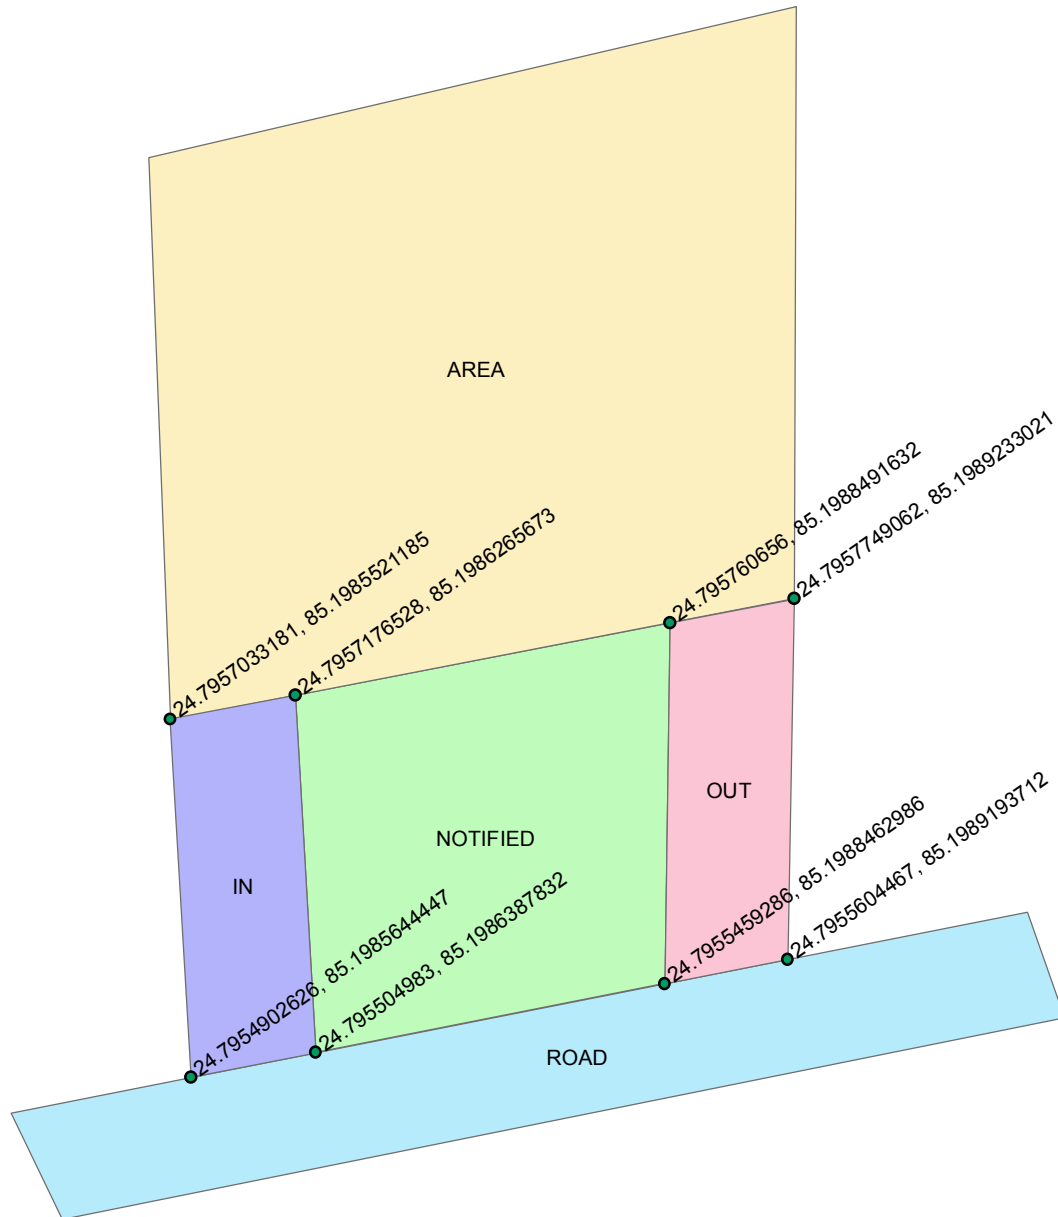 AREA
24.7957033181, 85.1985521185
24.7957176528, 85.1986265673
24.795760656, 85.1988491632
24.7957749062, 85.1989233021
IN
NOTIFIED
OUT
24.7954902626, 85.1985644447
24.795504983, 85.1986387832
24.7955459286, 85.1988462986
24.7955604467, 85.1989193712
ROAD